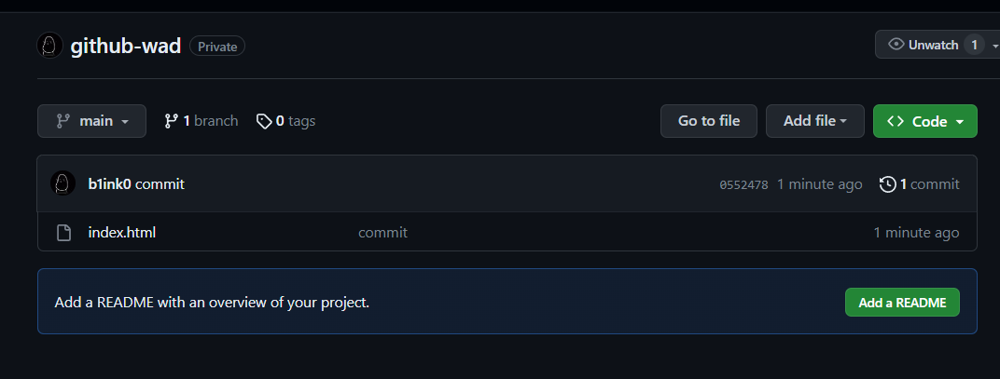 github-wad Private Unwatch 1
main 1 branch 0 tags Go to file Add file Code
b1ink0 commit 0552478 1 minute ago 1 commit
index.html commit 1 minute ago
Add a README with an overview of your project. Add a README